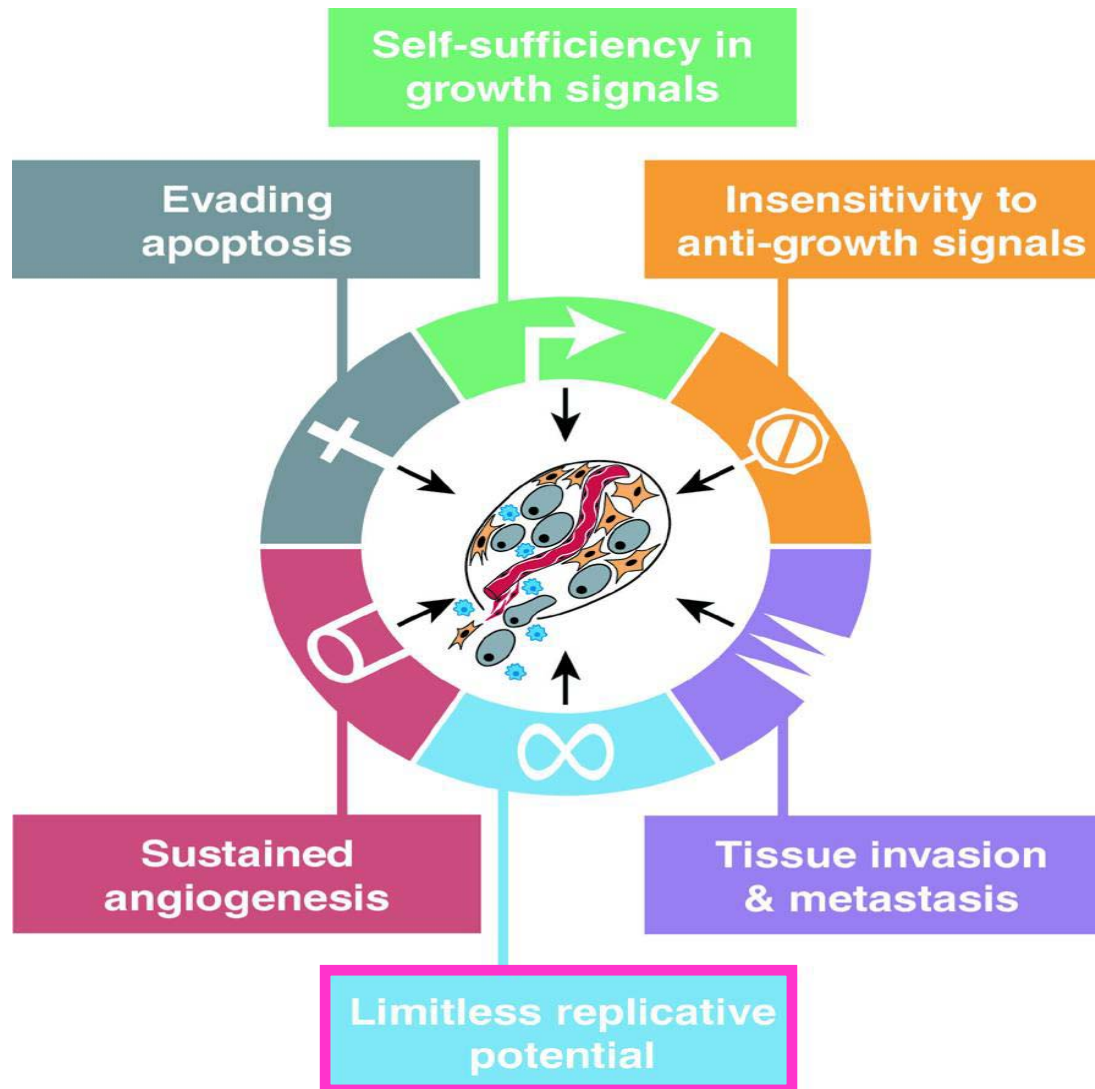 Self-sufficiency in
growth signals
Evading
apoptosis
Insensitivity to
anti-growth signals
Sustained
angiogenesis
Tissue invasion
& metastasis
Limitless replicative
potential